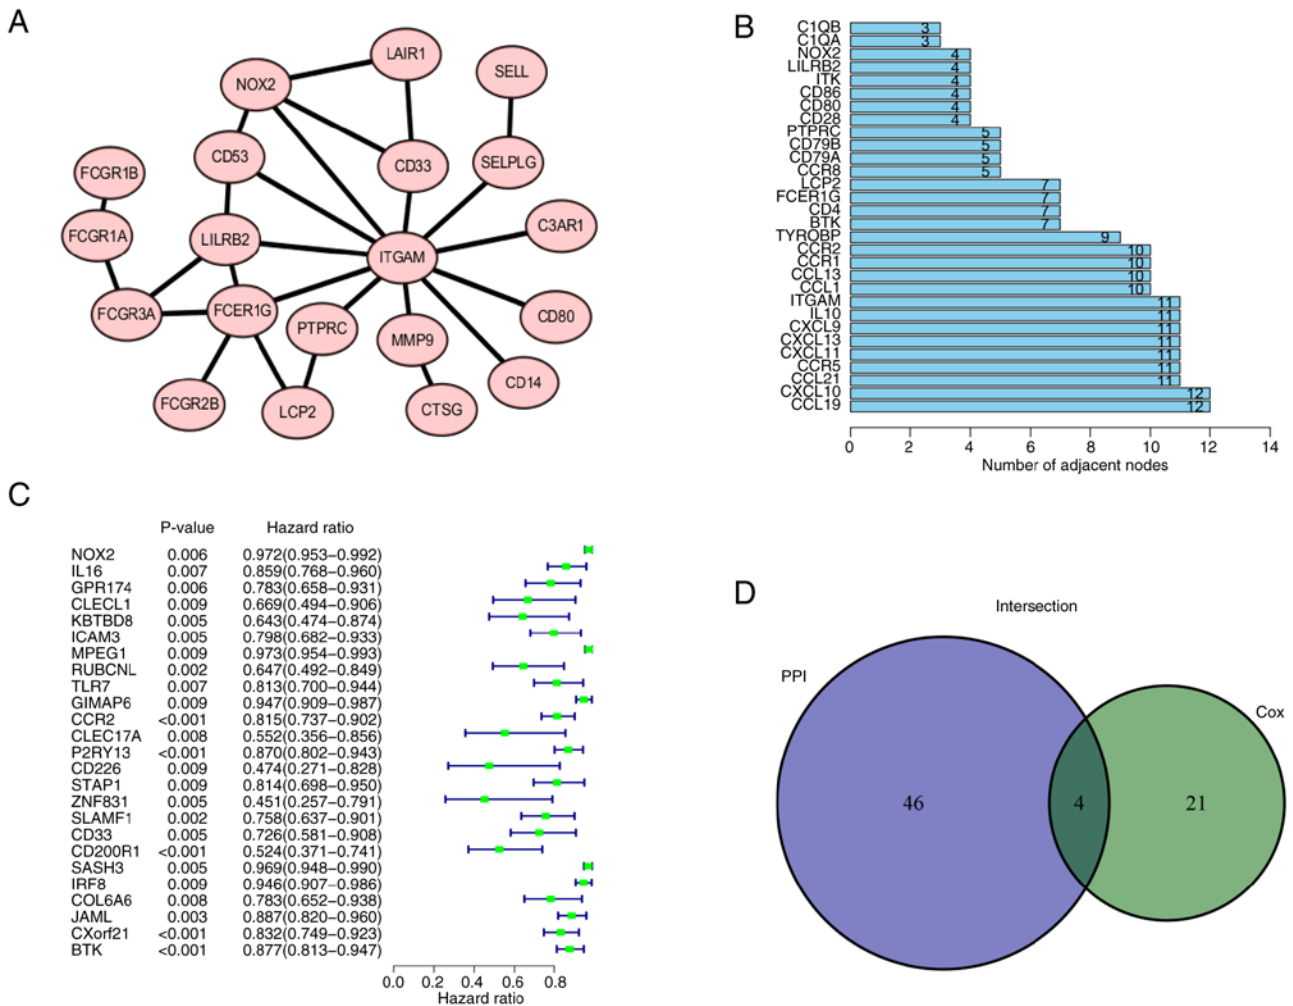 A
LAIR1
NOX2
SELL
CD53
CD33
SELPLG
FCGR1B
FCGR1A
LILRB2
C3AR1
ITGAM
FCGR3A
FCER1G
PTPRC
MMP9
CD80
CD14
FCGR2B
LCP2
CTSG
B
C1QB 3
C1QA 3
NOX2 4
LILRB2 4
ITK 4
CD86 4
CD80 4
CD28 4
PTPRC 5
CD79B 5
CD79A 5
CCR8 5
LCP2 7
FCER1G 7
CD4 7
BTK 7
TYROBP 9
CCR2 10
CCR1 10
CCL13 10
CCL1 10
ITGAM 11
IL10 11
CXCL9 11
CXCL13 11
CXCL11 11
CCR5 11
CCL21 11
CXCL10 12
CCL19 12
0 2 4 6 8 10 12 14
Number of adjacent nodes
C
P-value Hazard ratio
NOX2 0.006 0.972(0.953–0.992)
IL16 0.007 0.859(0.768–0.960)
GPR174 0.006 0.783(0.658–0.931)
CLECL1 0.009 0.669(0.494–0.906)
KBTBD8 0.005 0.643(0.474–0.874)
ICAM3 0.005 0.798(0.682–0.933)
MPEG1 0.009 0.973(0.954–0.993)
RUBCNL 0.002 0.647(0.492–0.849)
TLR7 0.007 0.813(0.700–0.944)
GIMAP6 0.009 0.947(0.909–0.987)
CCR2 <0.001 0.815(0.737–0.902)
CLEC17A 0.008 0.552(0.356–0.856)
P2RY13 <0.001 0.870(0.802–0.943)
CD226 0.009 0.474(0.271–0.828)
STAP1 0.009 0.814(0.698–0.950)
ZNF831 0.005 0.451(0.257–0.791)
SLAMF1 0.002 0.758(0.637–0.901)
CD33 0.005 0.726(0.581–0.908)
CD200R1 <0.001 0.524(0.371–0.741)
SASH3 0.005 0.969(0.948–0.990)
IRF8 0.009 0.946(0.907–0.986)
COL6A6 0.008 0.783(0.652–0.938)
JAML 0.003 0.887(0.820–0.960)
CXorf21 <0.001 0.832(0.749–0.923)
BTK <0.001 0.877(0.813–0.947)
0.0 0.2 0.4 0.6 0.8
Hazard ratio
D
Intersection
PPI
Cox
46 4 21